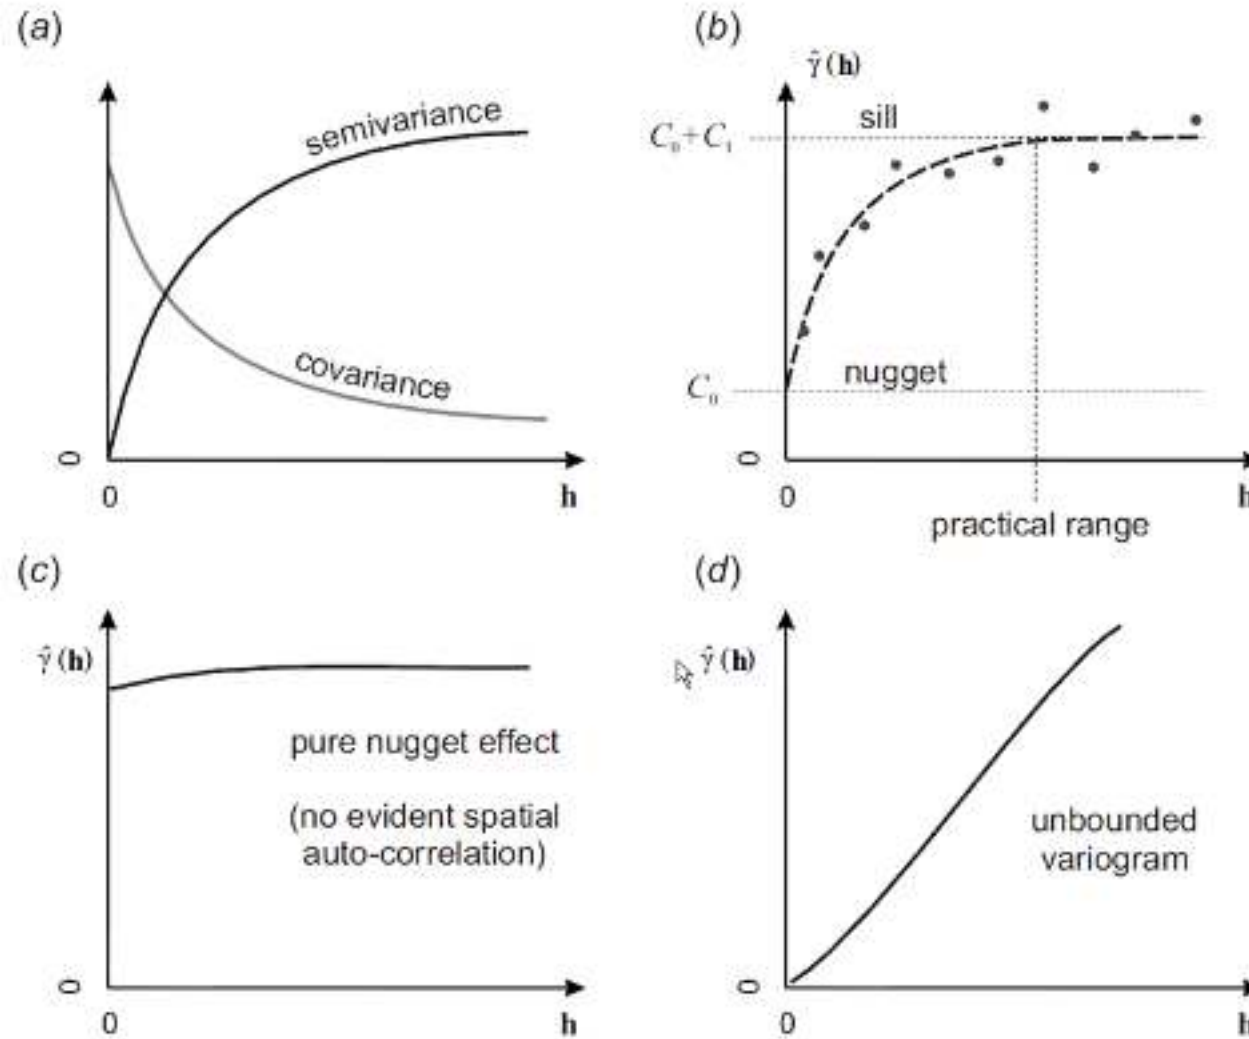 (a)
semivariance
covariance
0
0
h
(b)
γ̂(h)
sill
C₀+C₁
nugget
C₀
0
0
h
practical range
(c)
γ̂(h)
pure nugget effect
(no evident spatial
auto-correlation)
0
0
h
(d)
γ̂(h)
unbounded
variogram
0
0
h